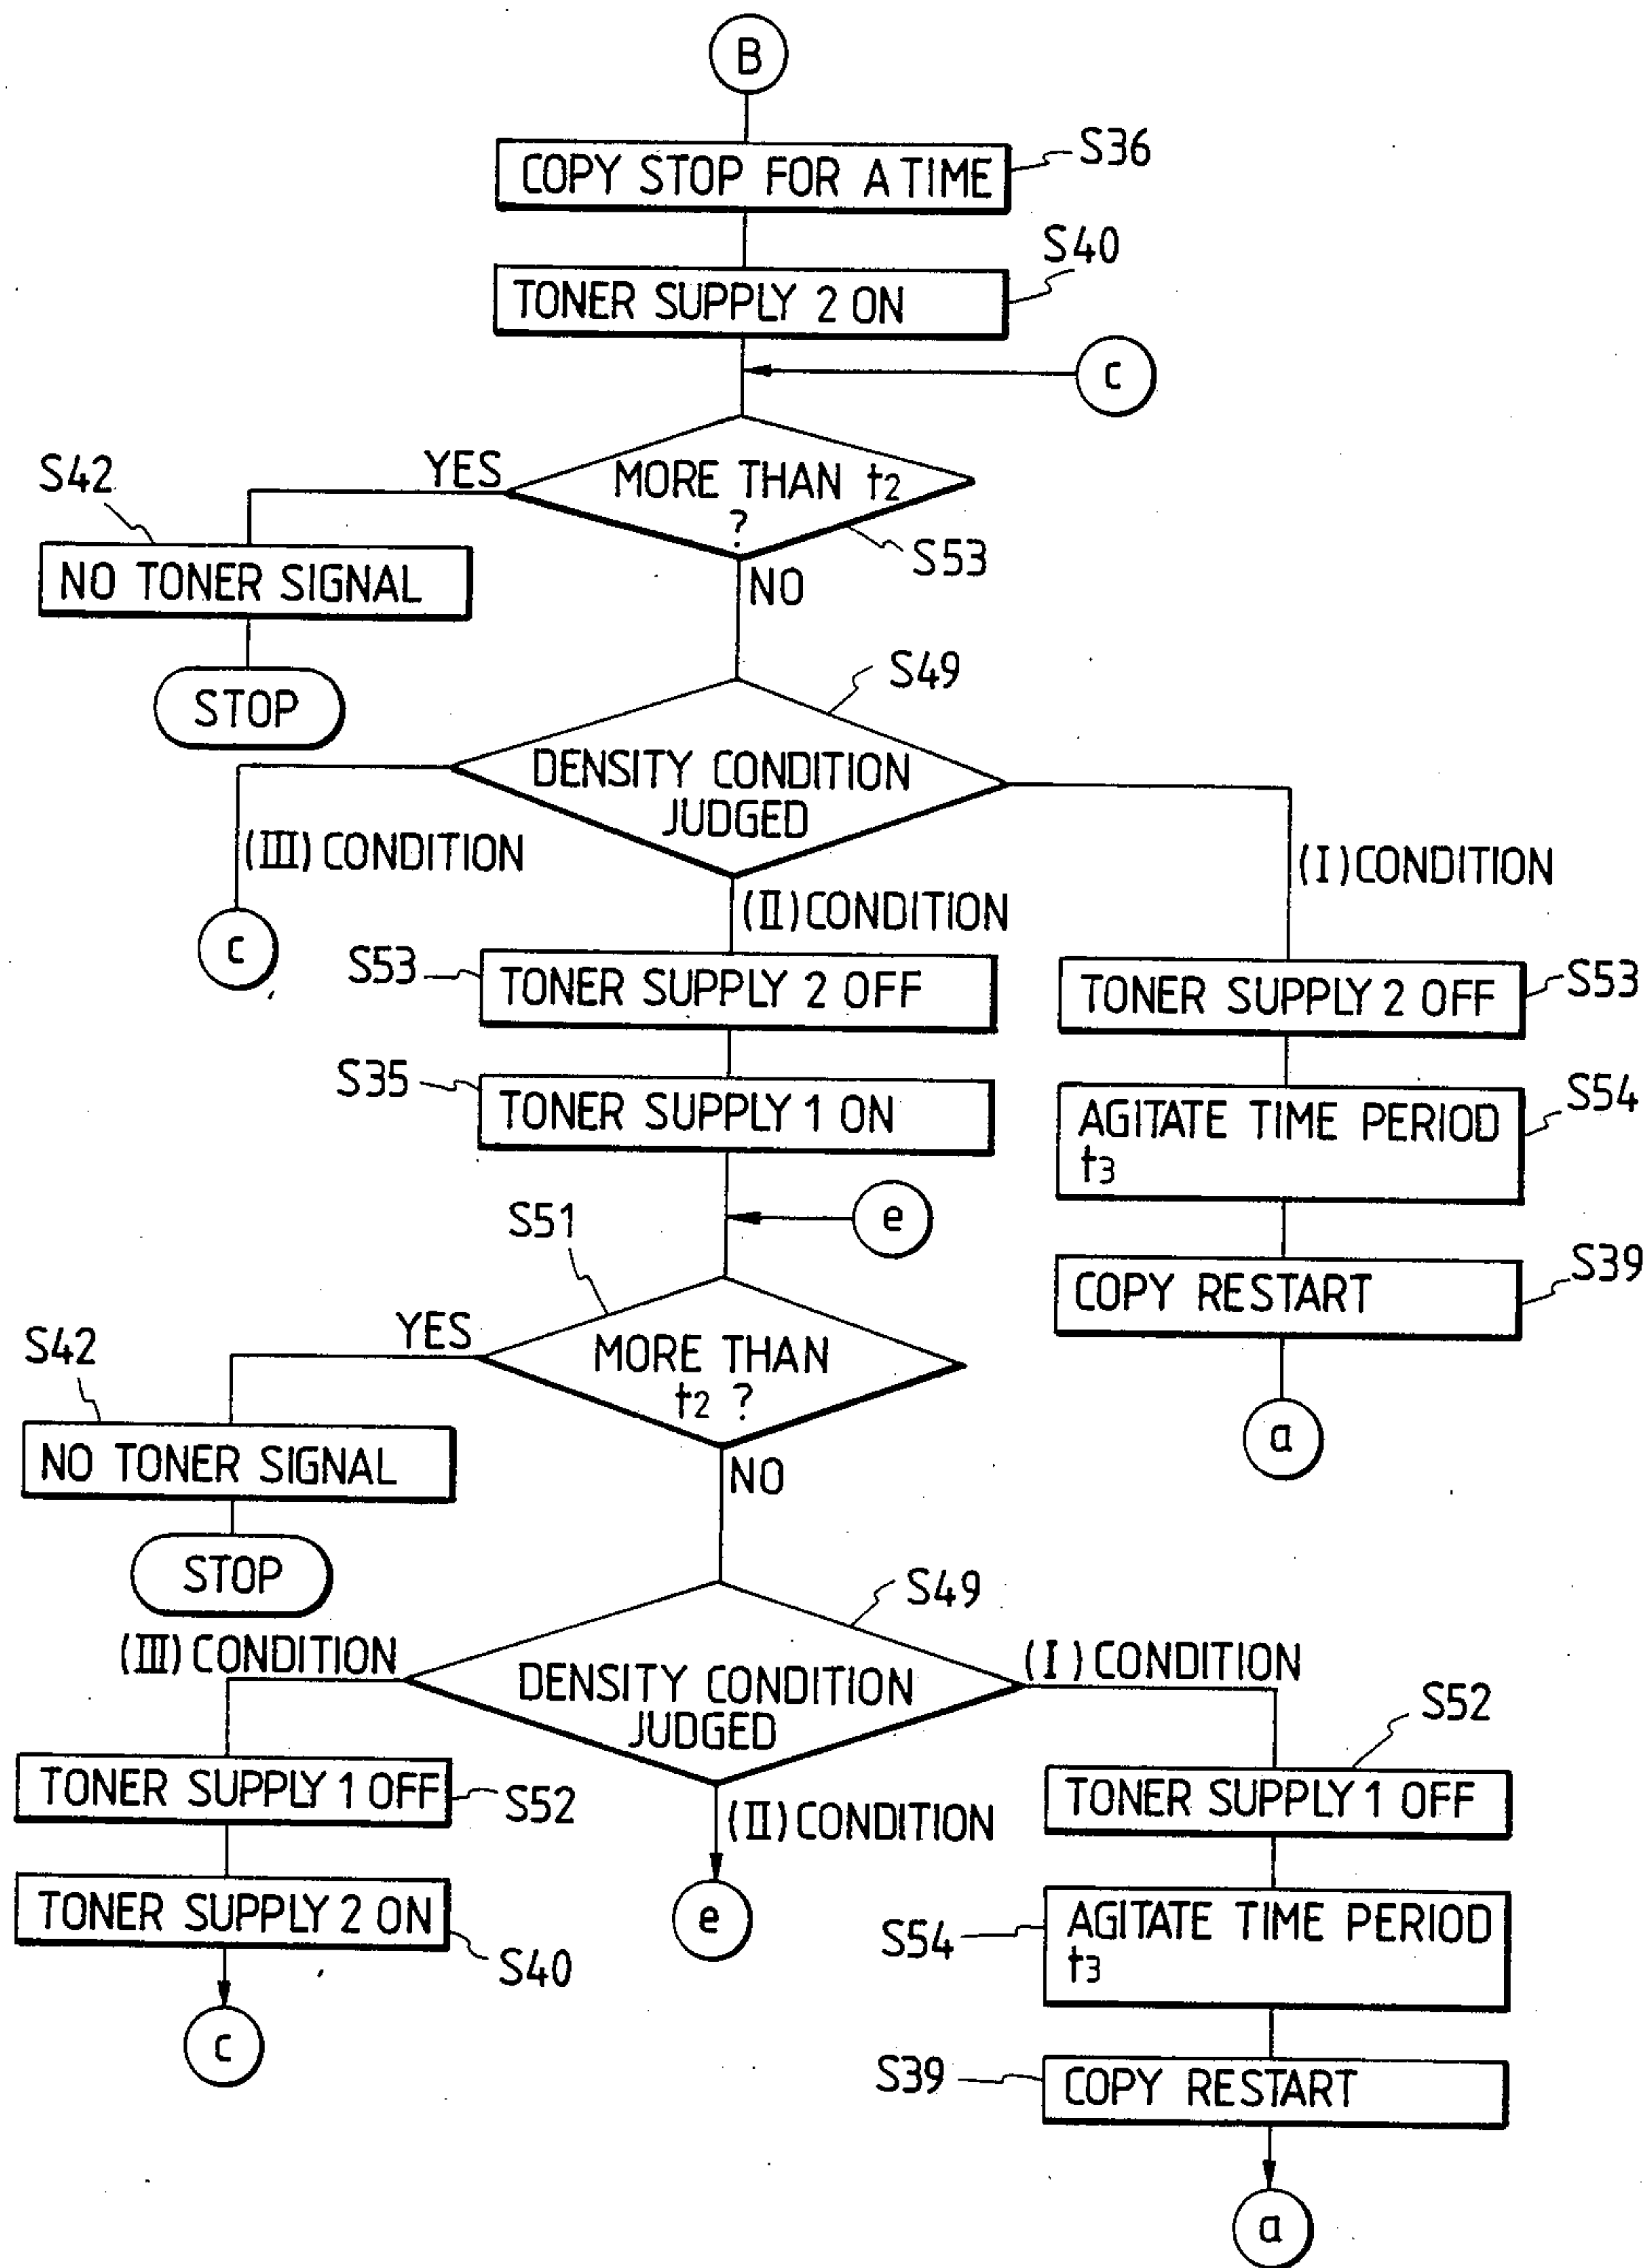 B
COPY STOP FOR A TIME
S36
S40
TONER SUPPLY 2 ON
c
S42
YES
MORE THAN t2
?
S53
NO TONER SIGNAL
NO
STOP
S49
DENSITY CONDITION
JUDGED
(III) CONDITION
(I) CONDITION
(II) CONDITION
c
S53
TONER SUPPLY 2 OFF
TONER SUPPLY 2 OFF
S53
S35
TONER SUPPLY 1 ON
AGITATE TIME PERIOD
t3
S54
e
S51
COPY RESTART
S39
S42
YES
MORE THAN
t2 ?
a
NO TONER SIGNAL
NO
STOP
S49
(III) CONDITION
DENSITY CONDITION
JUDGED
(I) CONDITION
S52
TONER SUPPLY 1 OFF
S52
(II) CONDITION
TONER SUPPLY 1 OFF
TONER SUPPLY 2 ON
S40
e
S54
AGITATE TIME PERIOD
t3
c
S39
COPY RESTART
a